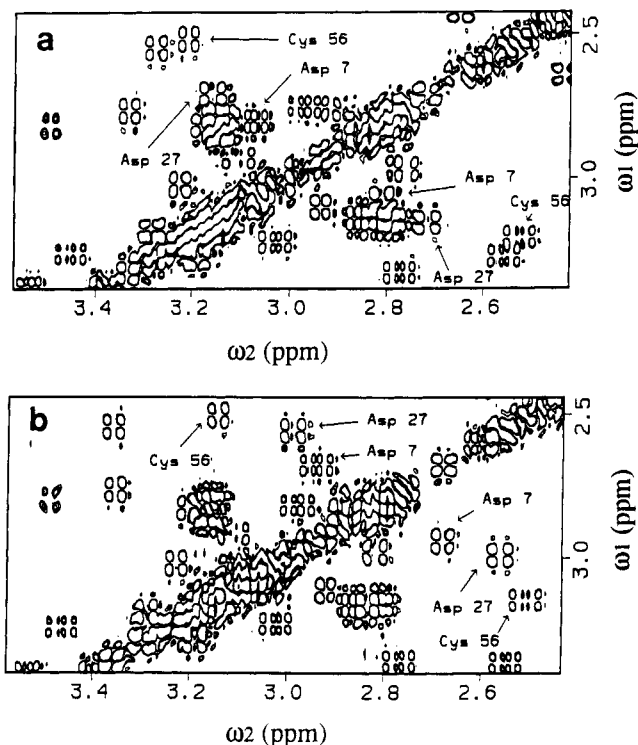 a
Cys 56
Asp 7
Asp 27
Asp 7
Cys 56
Asp 27
2.5
3.0
ω1 (ppm)
3.4
3.2
3.0
2.8
2.6
ω2 (ppm)
b
Asp 27
Cys 56
Asp 7
Asp 7
Asp 27
Cys 56
2.5
3.0
ω1 (ppm)
3.4
3.2
3.0
2.8
2.6
ω2 (ppm)